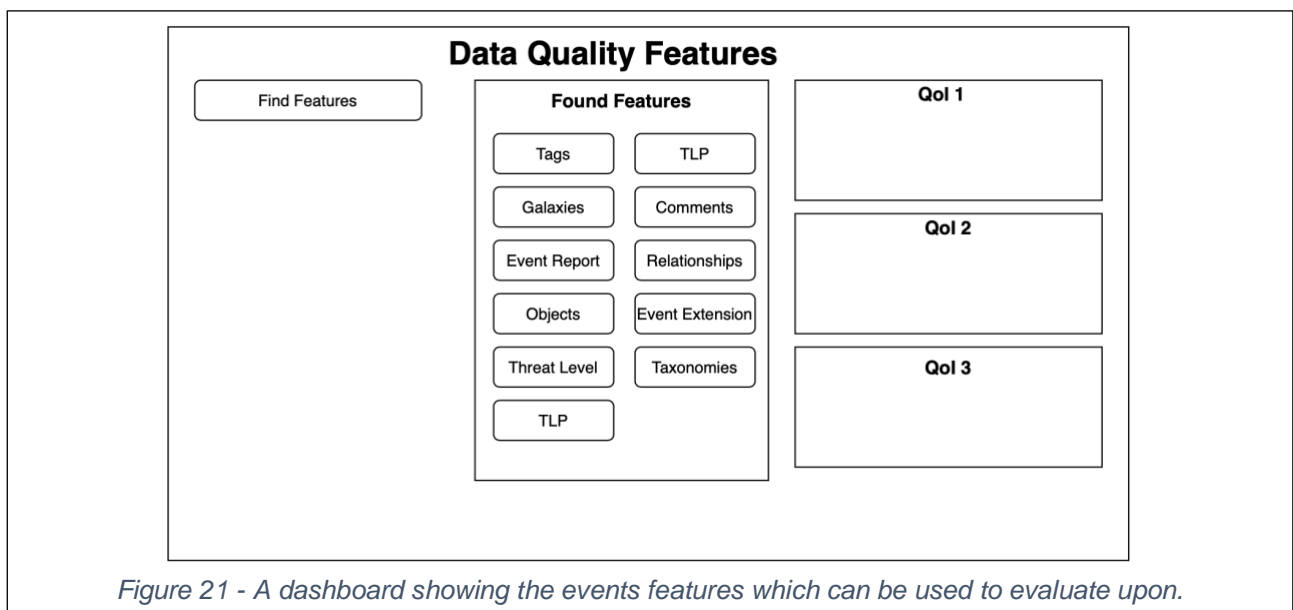 Data Quality Features
Find Features
Found Features
Tags
TLP
Galaxies
Comments
Event Report
Relationships
Objects
Event Extension
Threat Level
Taxonomies
TLP
QoI 1
QoI 2
QoI 3
Figure 21 - A dashboard showing the events features which can be used to evaluate upon.